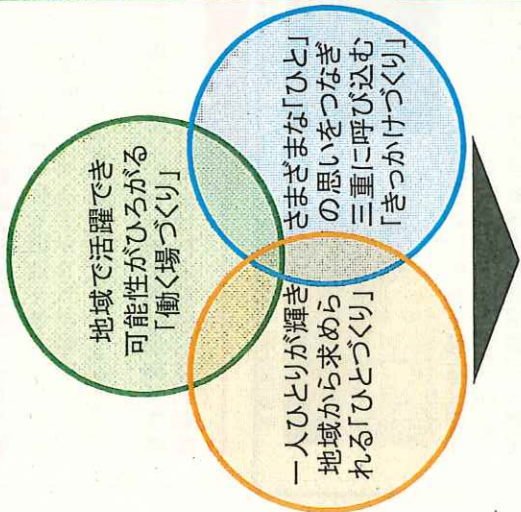 地域で活躍でき
可能性がひろがる
「働く場づくり」
一人ひとりが輝き
地域から求めら
れる「ひとづくり」
さまざまな「ひと」
の思いをつなぎ
三重に呼び込む
「きっかけづくり」